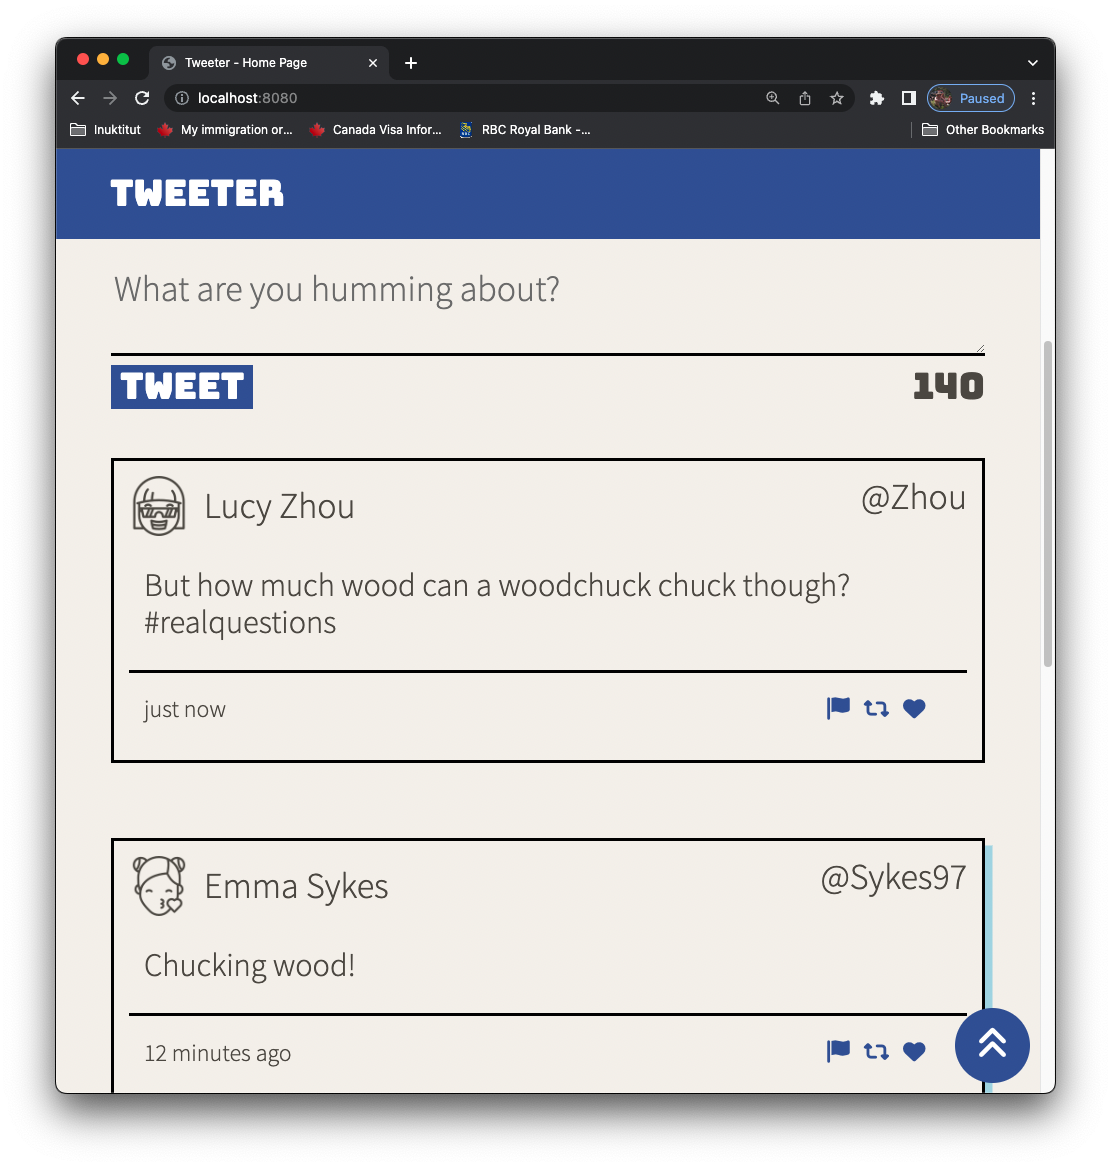 Tweeter - Home Page
localhost:8080
Paused
Inuktitut
My immigration or...
Canada Visa Infor...
RBC Royal Bank -...
Other Bookmarks
TWEETER
What are you humming about?
TWEET
140
Lucy Zhou
@Zhou
But how much wood can a woodchuck chuck though?
#realquestions
just now
Emma Sykes
@Sykes97
Chucking wood!
12 minutes ago